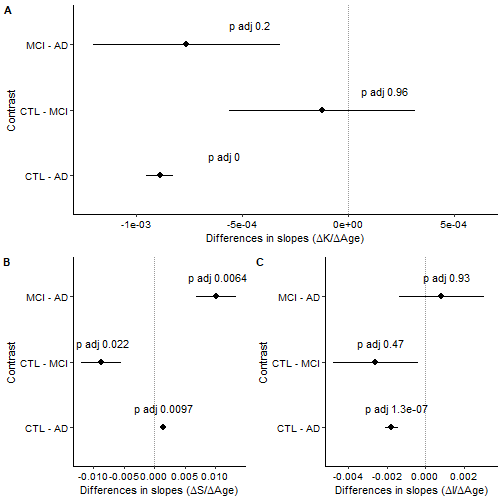 A
p adj 0.2
MCI - AD
p adj 0.96
CTL - MCI
p adj 0
CTL - AD
Contrast
-1e-03 -5e-04 0e+00 5e-04
Differences in slopes (ΔK/ΔAge)
B
p adj 0.0064
MCI - AD
p adj 0.022
CTL - MCI
p adj 0.0097
CTL - AD
Contrast
-0.010 -0.005 0.000 0.005 0.010
Differences in slopes (ΔS/ΔAge)
C
p adj 0.93
MCI - AD
p adj 0.47
CTL - MCI
p adj 1.3e-07
CTL - AD
Contrast
-0.004 -0.002 0.000 0.002
Differences in slopes (ΔI/ΔAge)